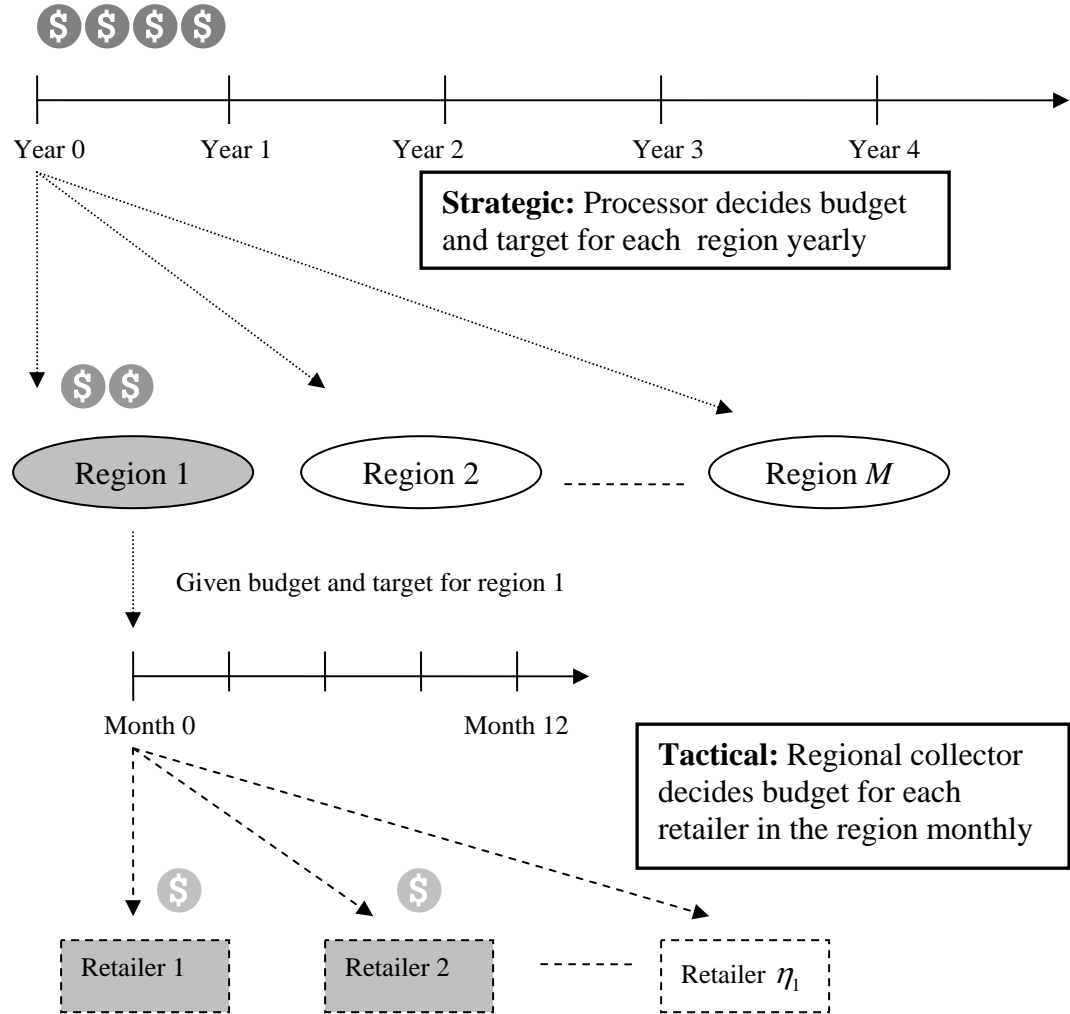 $ $ $ $
Year 0 Year 1 Year 2 Year 3 Year 4
Strategic: Processor decides budget
and target for each region yearly
$ $
Region 1 Region 2 Region M
Given budget and target for region 1
Month 0 Month 12
Tactical: Regional collector
decides budget for each
retailer in the region monthly
$ $
Retailer 1 Retailer 2 Retailer η₁